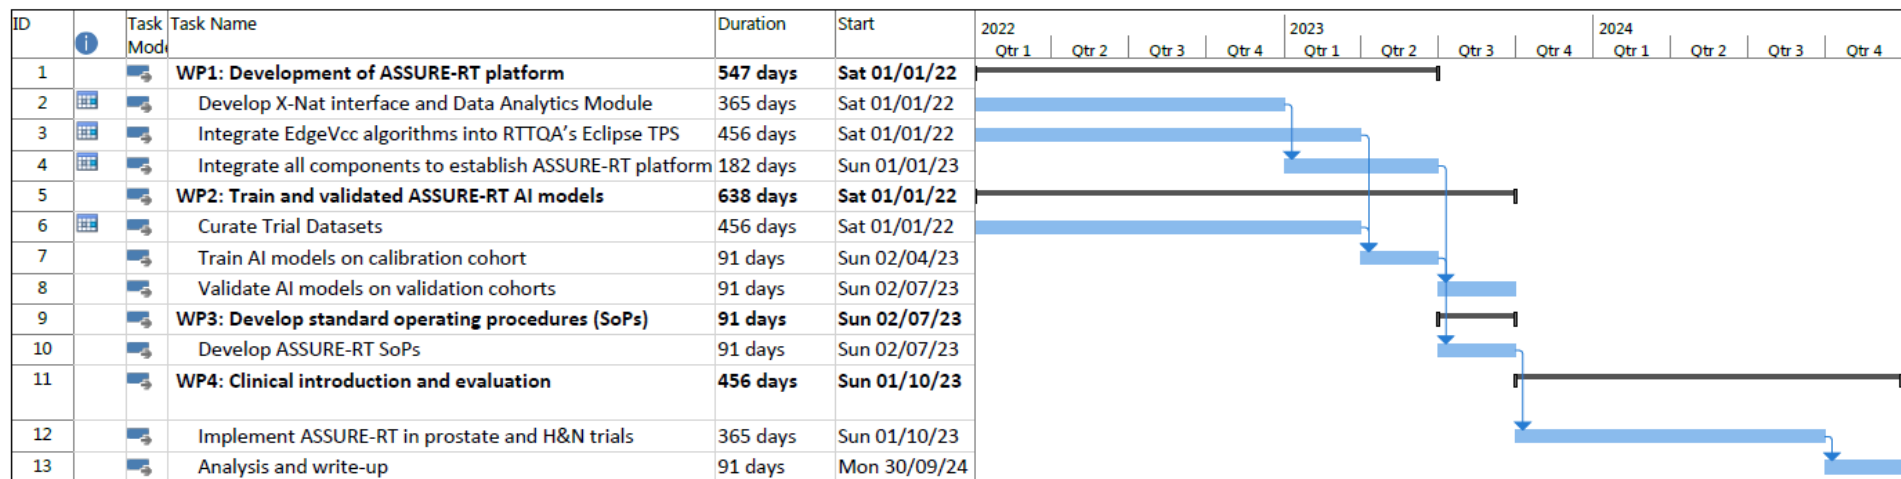 ID Task Task Name Duration Start 2022 2023 2024
Mode Qtr 1 Qtr 2 Qtr 3 Qtr 4 Qtr 1 Qtr 2 Qtr 3 Qtr 4 Qtr 1 Qtr 2 Qtr 3 Qtr 4
1 WP1: Development of ASSURE-RT platform 547 days Sat 01/01/22
2 Develop X-Nat interface and Data Analytics Module 365 days Sat 01/01/22
3 Integrate EdgeVcc algorithms into RTTQA’s Eclipse TPS 456 days Sat 01/01/22
4 Integrate all components to establish ASSURE-RT platform 182 days Sun 01/01/23
5 WP2: Train and validated ASSURE-RT AI models 638 days Sat 01/01/22
6 Curate Trial Datasets 456 days Sat 01/01/22
7 Train AI models on calibration cohort 91 days Sun 02/04/23
8 Validate AI models on validation cohorts 91 days Sun 02/07/23
9 WP3: Develop standard operating procedures (SoPs) 91 days Sun 02/07/23
10 Develop ASSURE-RT SoPs 91 days Sun 02/07/23
11 WP4: Clinical introduction and evaluation 456 days Sun 01/10/23
12 Implement ASSURE-RT in prostate and H&N trials 365 days Sun 01/10/23
13 Analysis and write-up 91 days Mon 30/09/24